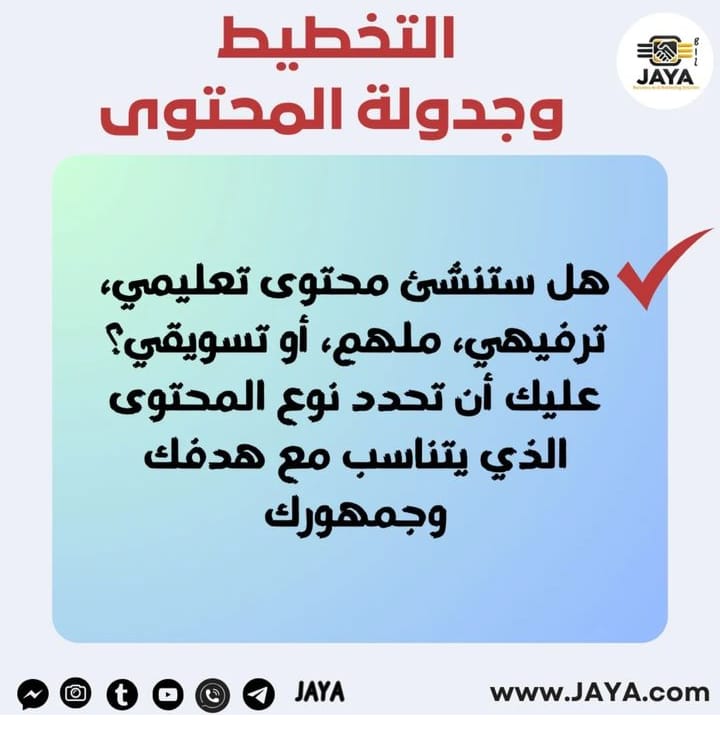 التخطيط
وجدولة المحتوى
JAYA
هل ستنشئ محتوى تعليمي،
ترفيهي، ملهم، أو تسويقي؟
عليك أن تحدد نوع المحتوى
الذي يتناسب مع هدفك
وجمهورك
JAYA
www.JAYA.com